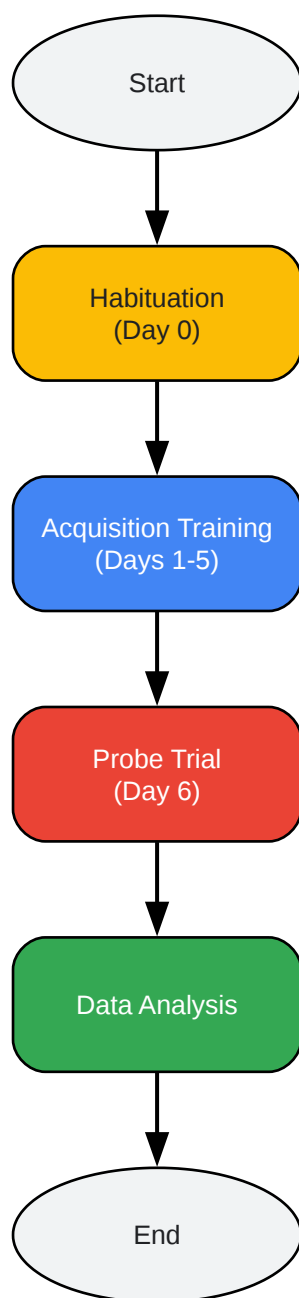 Start
Habituation
(Day 0)
Acquisition Training
(Days 1-5)
Probe Trial
(Day 6)
Data Analysis
End